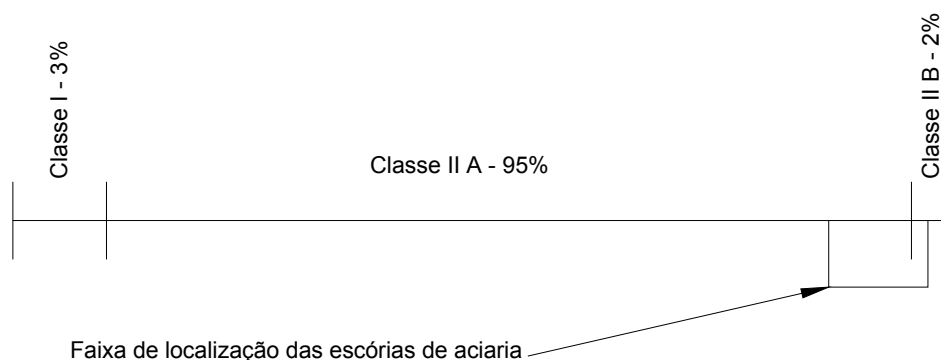 Classe I - 3%
Classe II A - 95%
Classe II B - 2%
Faixa de localização das escórias de aciaria